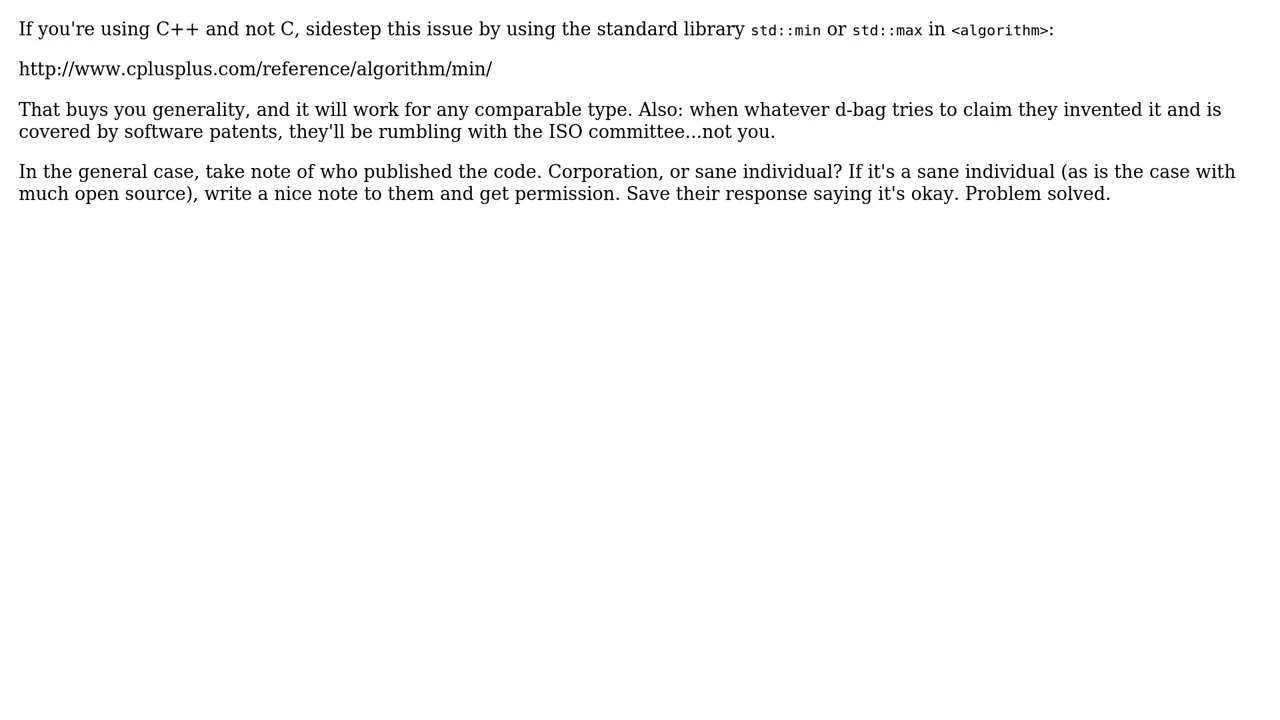 If you're using C++ and not C, sidestep this issue by using the standard library std::min or std::max in <algorithm>:
http://www.cplusplus.com/reference/algorithm/min/
That buys you generality, and it will work for any comparable type. Also: when whatever d-bag tries to claim they invented it and is
covered by software patents, they'll be rumbling with the ISO committee...not you.
In the general case, take note of who published the code. Corporation, or sane individual? If it's a sane individual (as is the case with
much open source), write a nice note to them and get permission. Save their response saying it's okay. Problem solved.